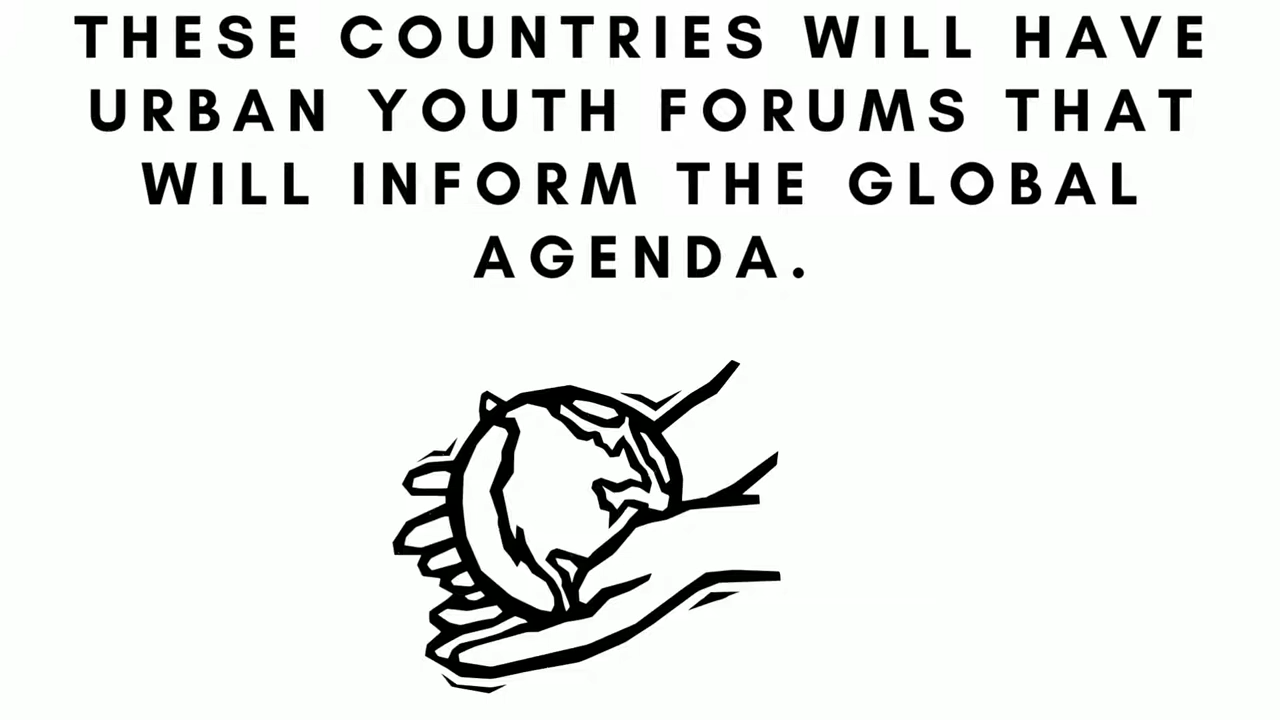 THESE COUNTRIES WILL HAVE
URBAN YOUTH FORUMS THAT
WILL INFORM THE GLOBAL
AGENDA.